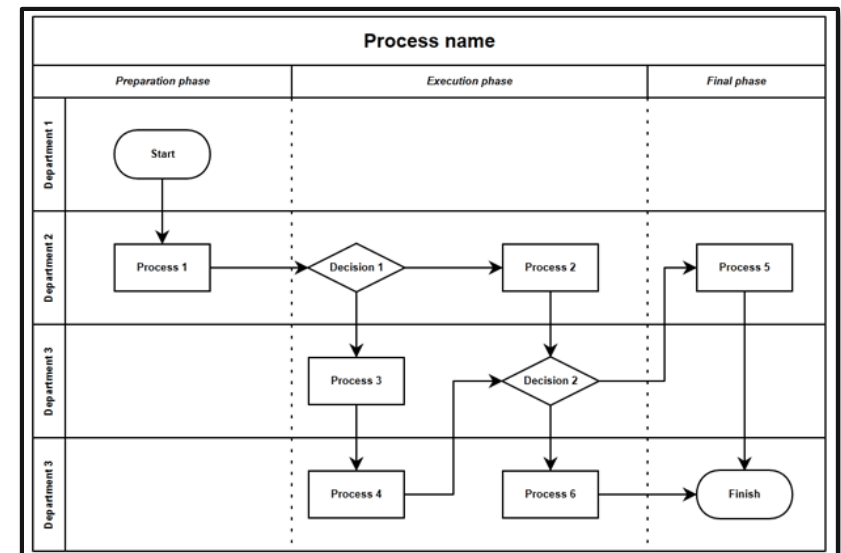 Process name
Preparation phase
Execution phase
Final phase
Department 1
Start
Department 2
Process 1
Decision 1
Process 2
Process 5
Department 3
Process 3
Decision 2
Department 3
Process 4
Process 6
Finish